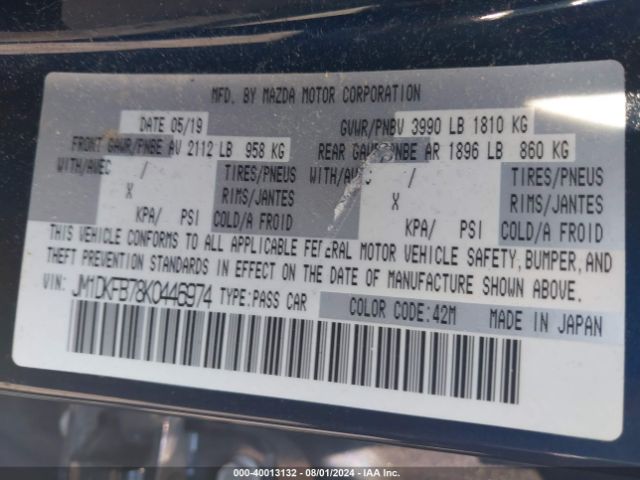 MFD. BY MAZDA MOTOR CORPORATION
DATE 05/19 GVWR/PNBV 3990 LB 1810 KG
FRONT GAWR/PNBE AV 2112 LB 958 KG REAR GAWR/PNBE AR 1896 LB 860 KG
WITH/AVEC / TIRES/PNEUS WITH/AVEC / TIRES/PNEUS
X RIMS/JANTES X RIMS/JANTES
KPA/ PSI COLD/A FROID KPA/ PSI COLD/A FROID
THIS VEHICLE CONFORMS TO ALL APPLICABLE FEDERAL MOTOR VEHICLE SAFETY, BUMPER, AND
THEFT PREVENTION STANDARDS IN EFFECT ON THE DATE OF MANUFACTURE SHOWN ABOVE.
VIN: JM1DKFB78K0446974 TYPE:PASS CAR COLOR CODE:42M MADE IN JAPAN
000-40013132 - 08/01/2024 - IAA Inc.